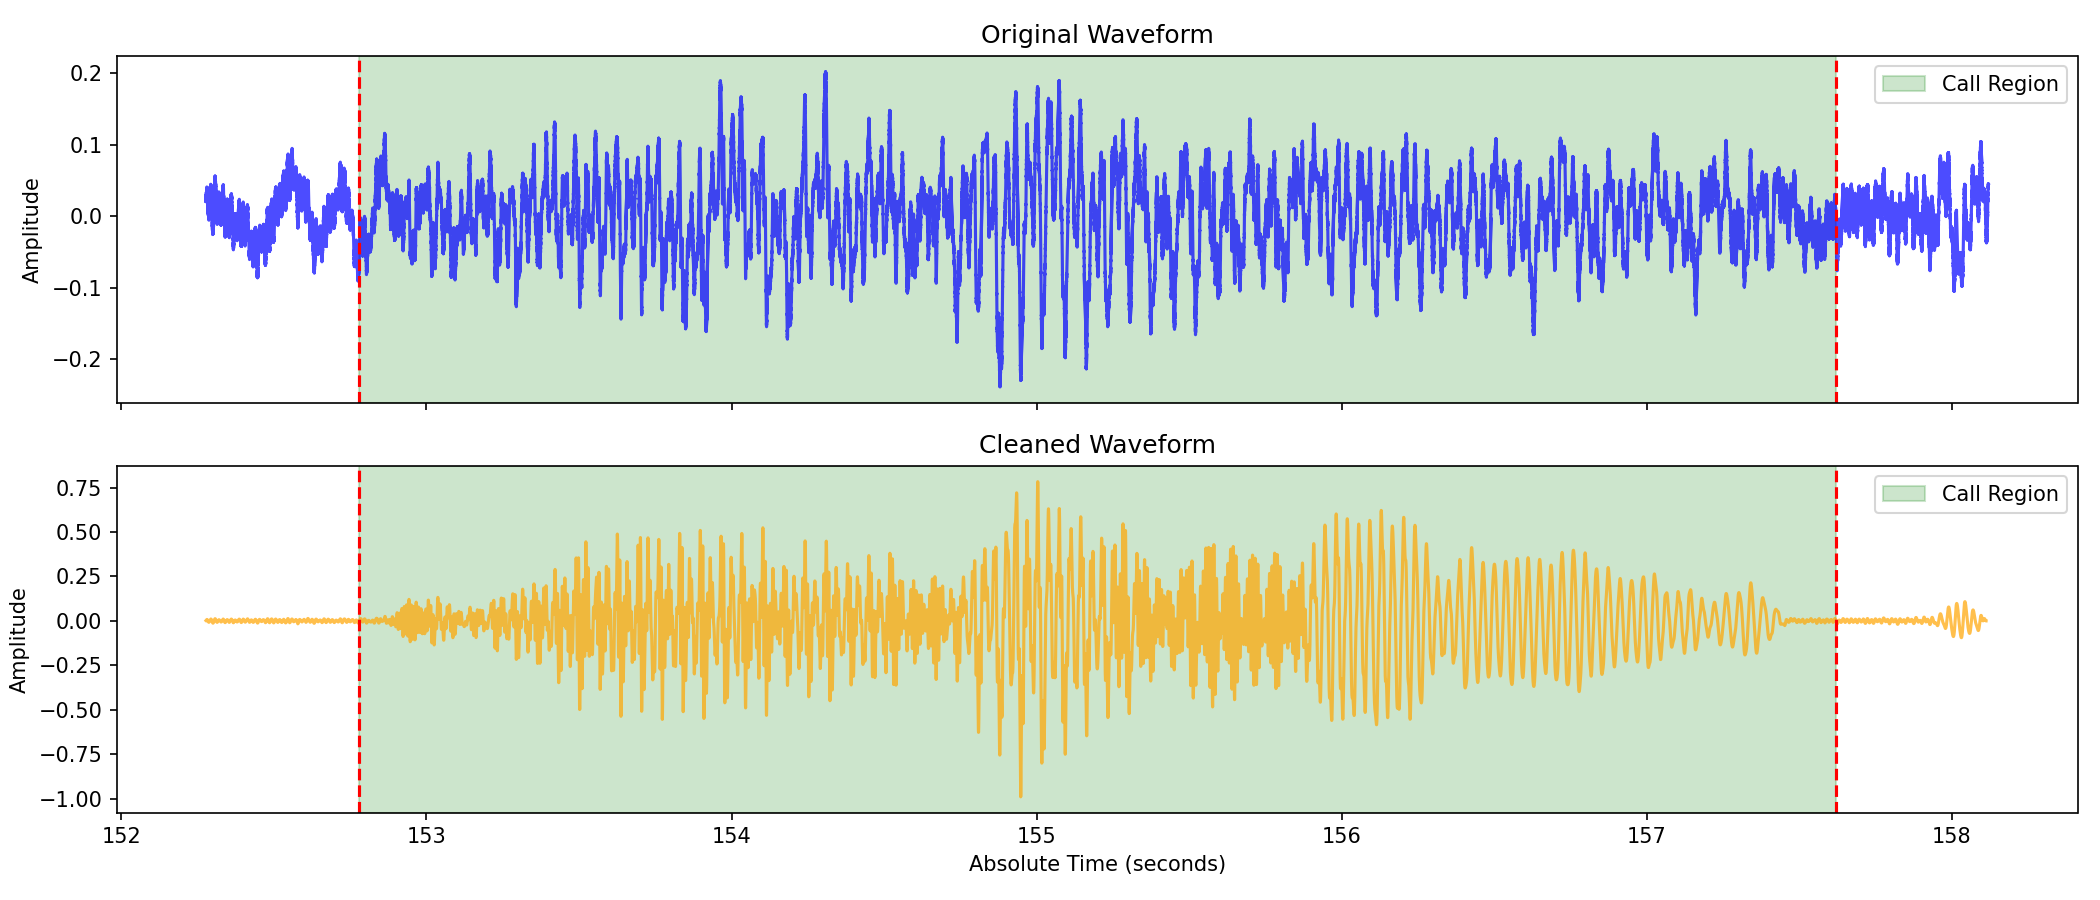 Original Waveform
Call Region
Amplitude
0.2
0.1
0.0
−0.1
−0.2
Cleaned Waveform
Call Region
Amplitude
0.75
0.50
0.25
0.00
−0.25
−0.50
−0.75
−1.00
152 153 154 155 156 157 158
Absolute Time (seconds)